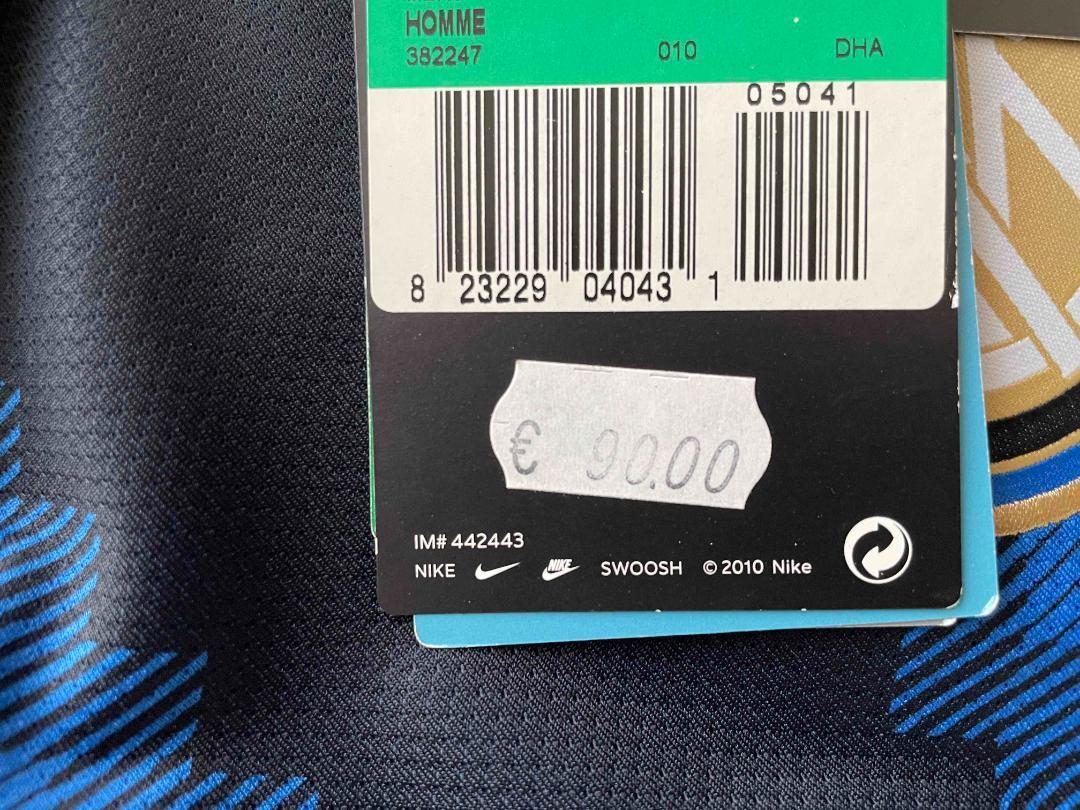 HOMME
382247 010 DHA
05041
8 23229 04043 1
€ 90.00
IM# 442443
NIKE NIKE SWOOSH © 2010 Nike